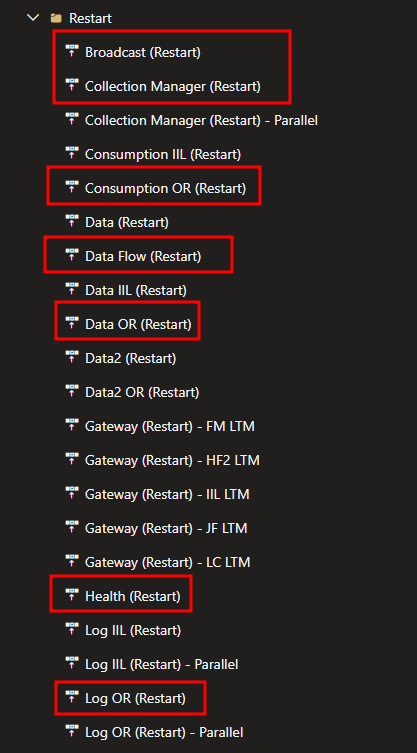 Restart
Broadcast (Restart)
Collection Manager (Restart)
Collection Manager (Restart) - Parallel
Consumption IIL (Restart)
Consumption OR (Restart)
Data (Restart)
Data Flow (Restart)
Data IIL (Restart)
Data OR (Restart)
Data2 (Restart)
Data2 OR (Restart)
Gateway (Restart) - FM LTM
Gateway (Restart) - HF2 LTM
Gateway (Restart) - IIL LTM
Gateway (Restart) - JF LTM
Gateway (Restart) - LC LTM
Health (Restart)
Log IIL (Restart)
Log IIL (Restart) - Parallel
Log OR (Restart)
Log OR (Restart) - Parallel